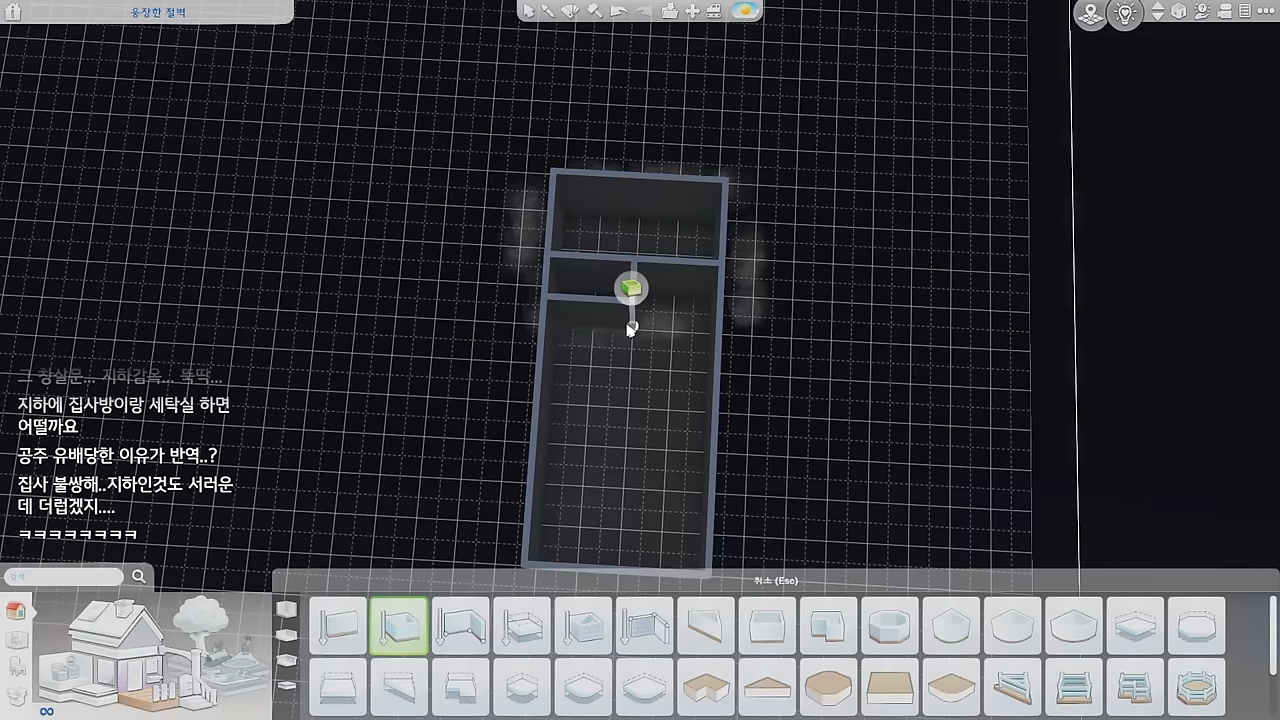 웅장한 절벽
그 창살문... 지하감옥... 뚝딱...
지하에 집사방이랑 세탁실 하면
어떨까요
공주 유배당한 이유가 반역..?
집사 불쌍해..지하인것도 서러운
데 더럽겠지....
ㅋㅋㅋㅋㅋㅋㅋㅋ
검색
취소 (Esc)